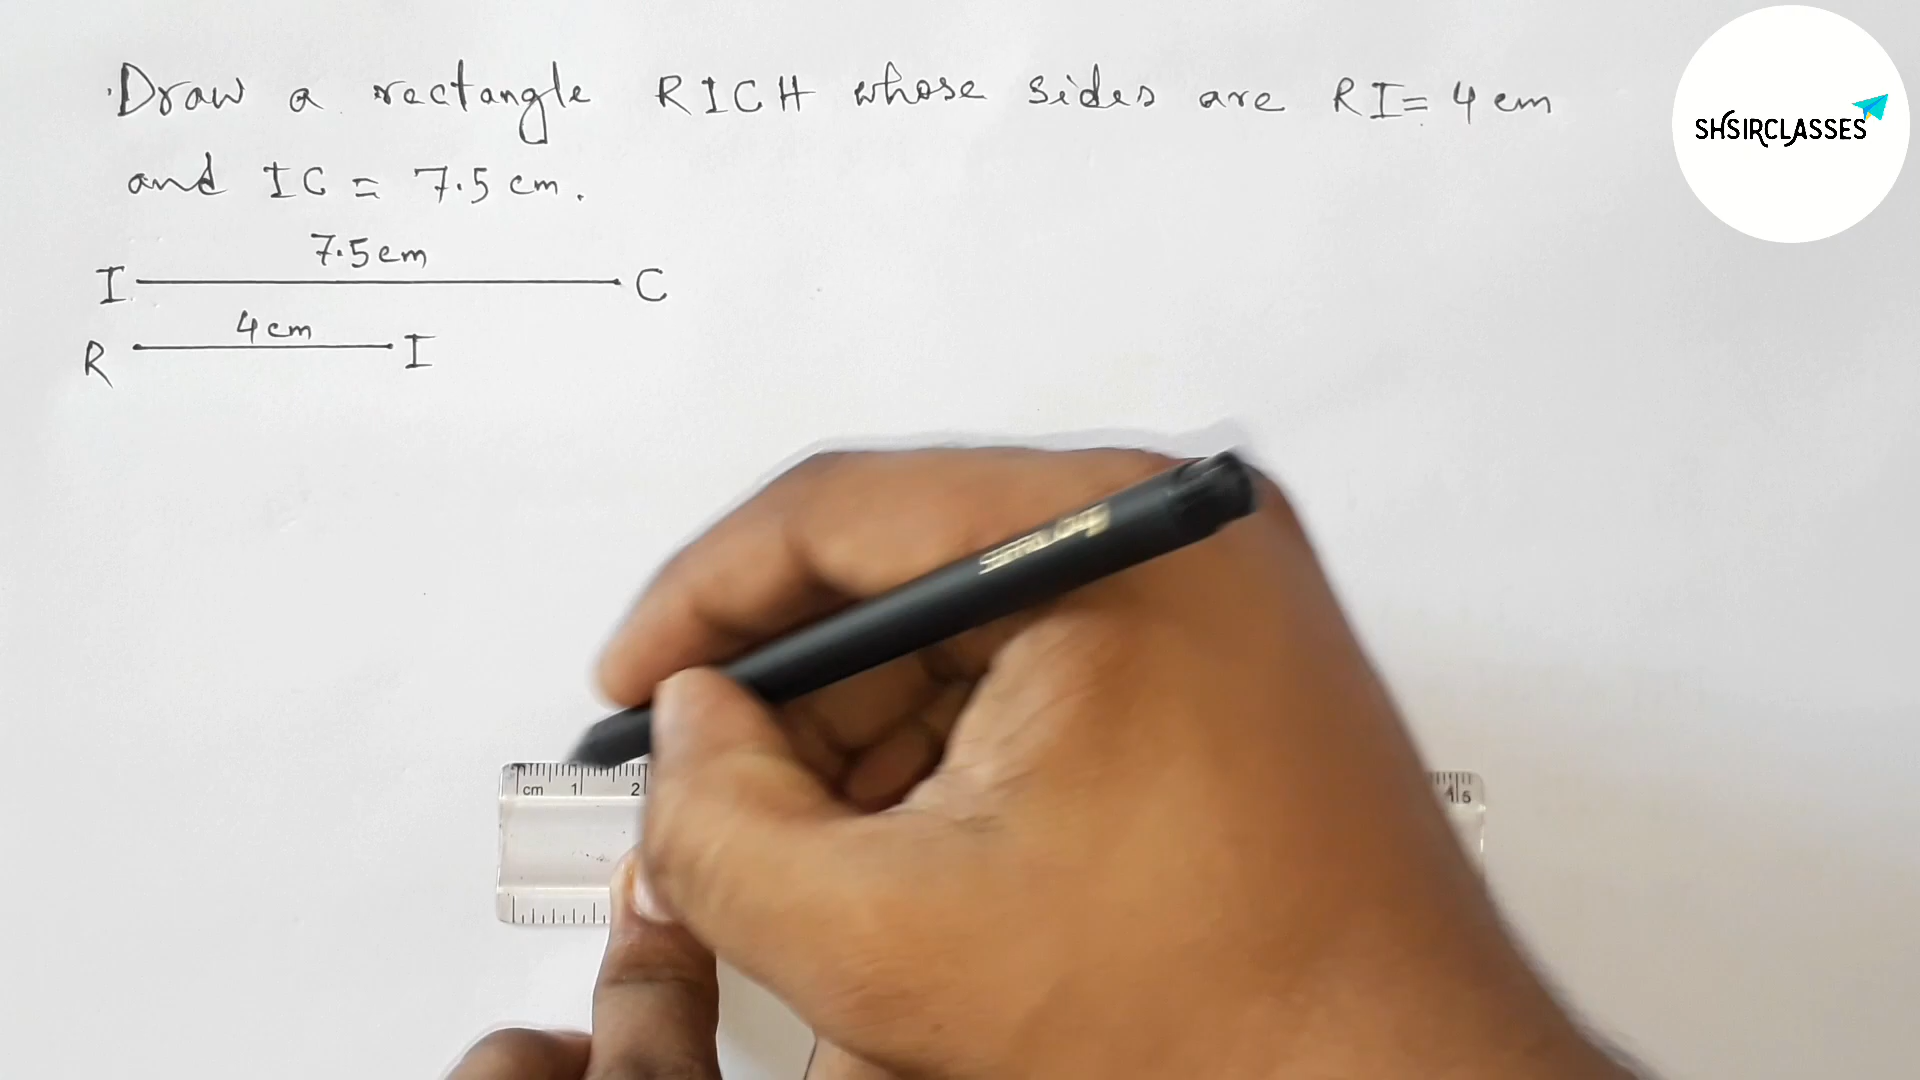 Draw a rectangle RICH whose sides are RI = 4 cm
and IC = 7.5 cm.
7.5 cm
I C
4 cm
R I
SHSIRCLASSES
cm 1 2